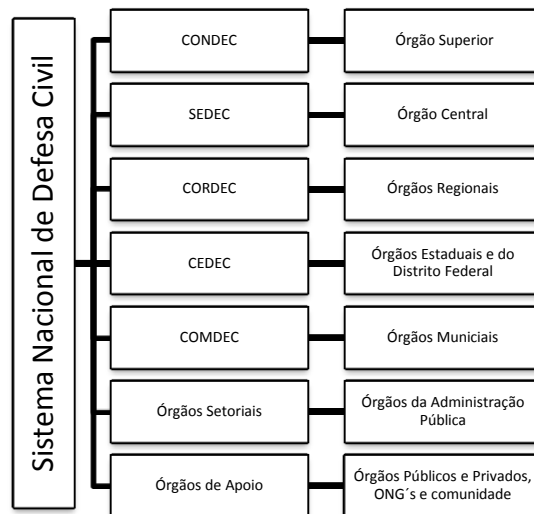 Sistema Nacional de Defesa Civil
CONDEC
Órgão Superior
SEDEC
Órgão Central
CORDEC
Órgãos Regionais
CEDEC
Órgãos Estaduais e do
Distrito Federal
COMDEC
Órgãos Municiais
Órgãos Setoriais
Órgãos da Administração
Pública
Órgãos de Apoio
Órgãos Públicos e Privados,
ONG´s e comunidade